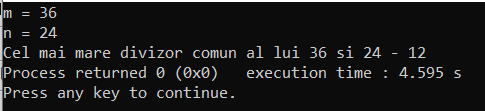 m = 36
n = 24
Cel mai mare divizor comun al lui 36 si 24 - 12
Process returned 0 (0x0)   execution time : 4.595 s
Press any key to continue.